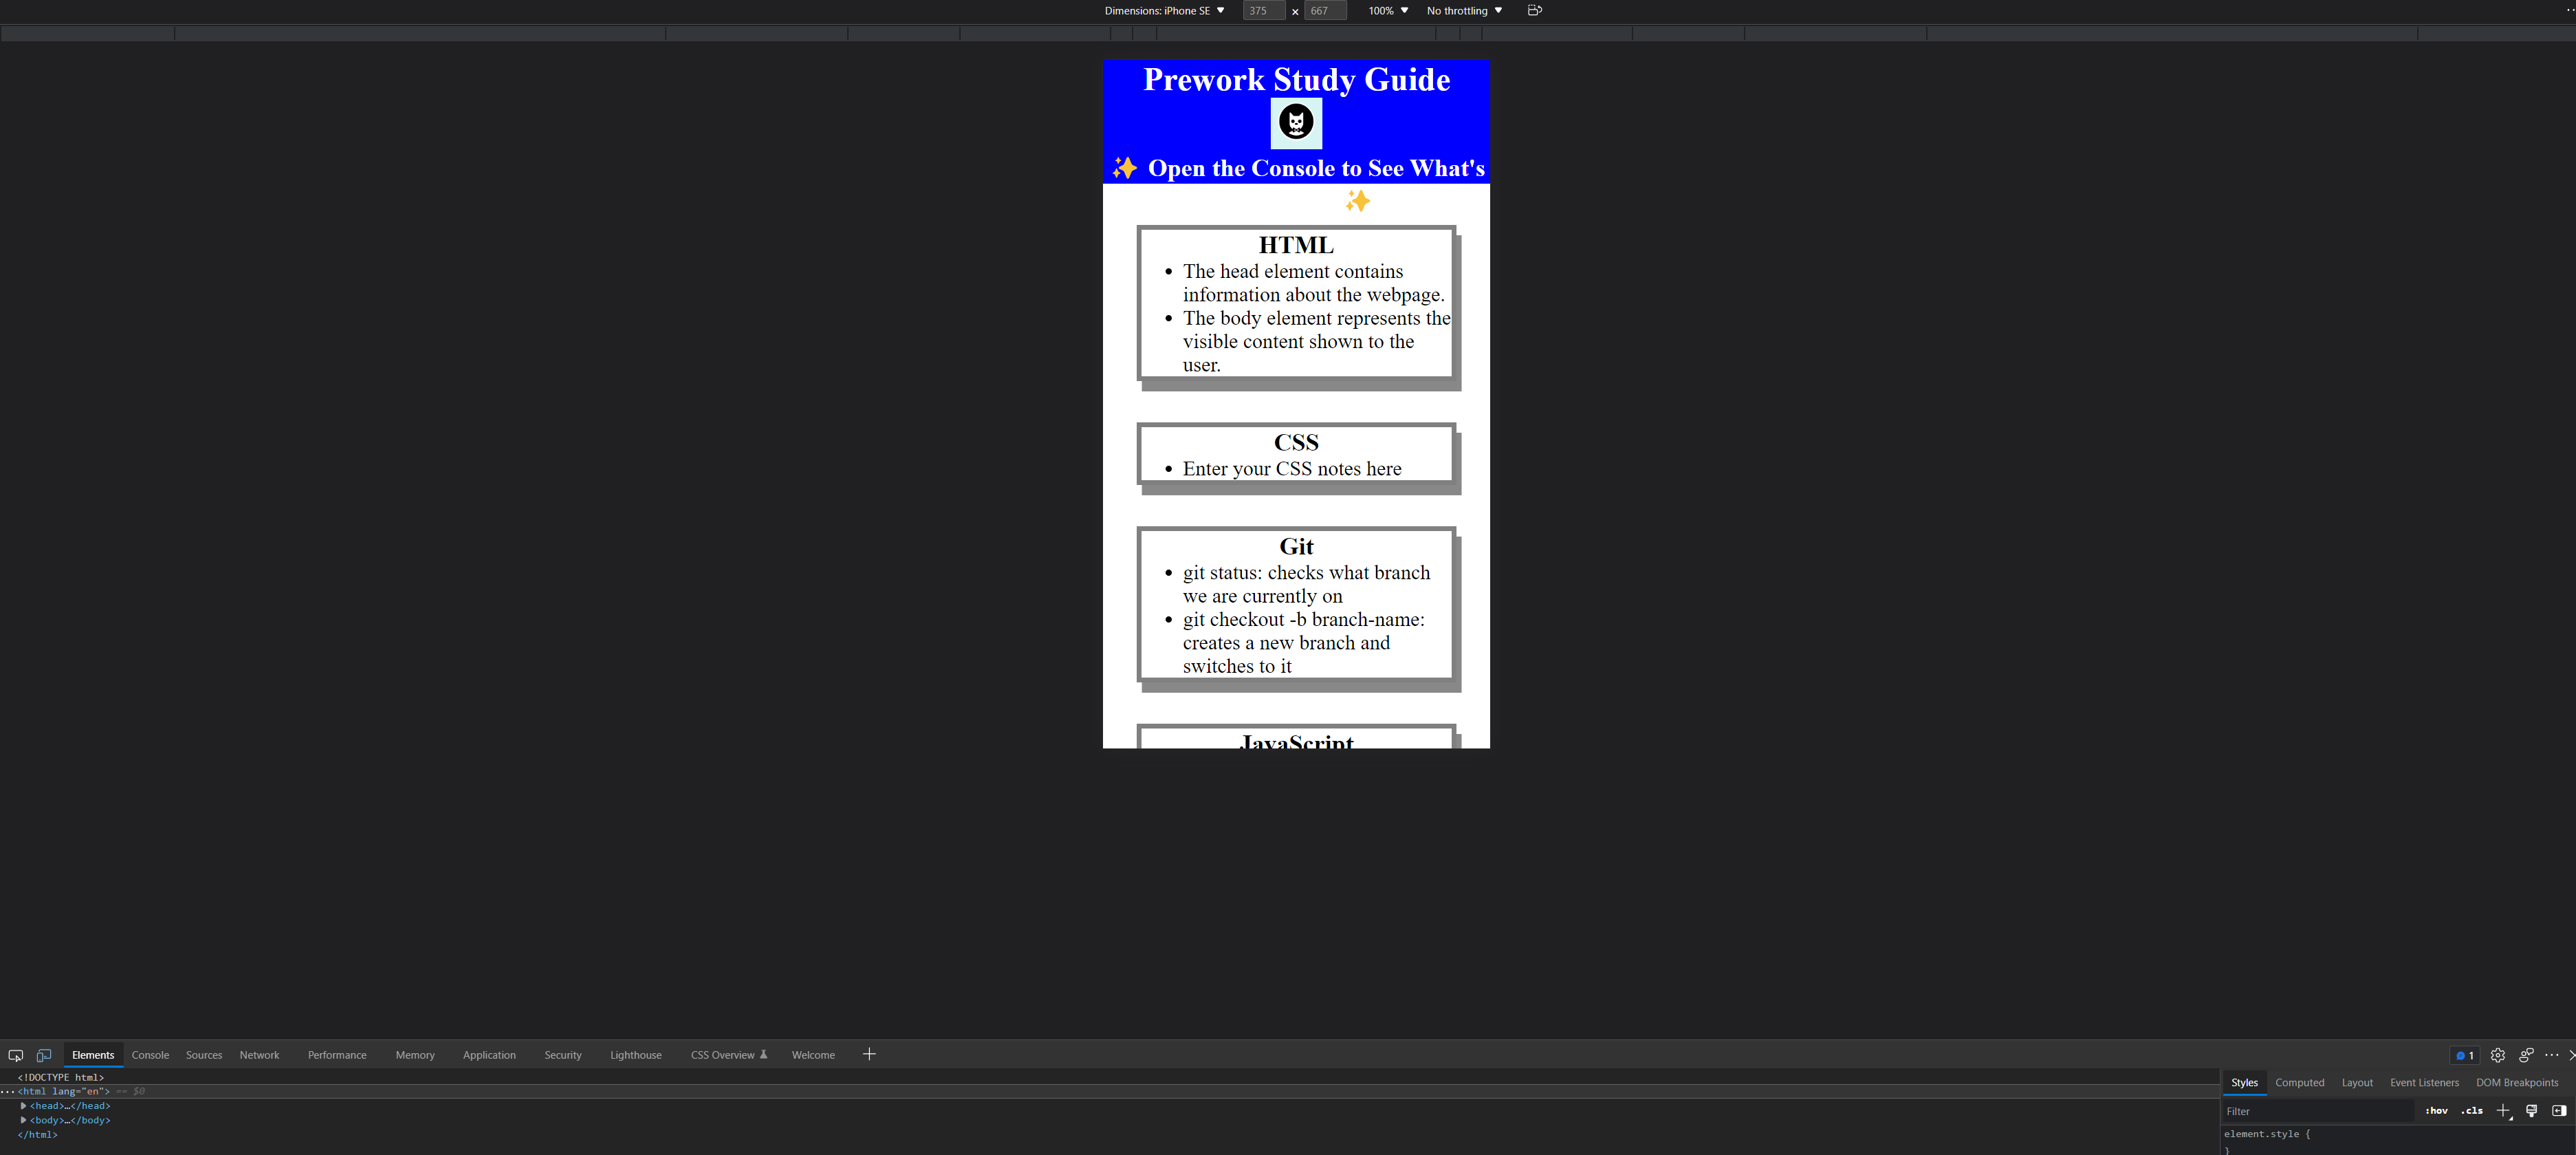 Dimensions: iPhone SE ▼ 375 × 667 100% ▼ No throttling ▼
Prework Study Guide
✨ Open the Console to See What's
✨
HTML
• The head element contains
information about the webpage.
• The body element represents the
visible content shown to the
user.
CSS
• Enter your CSS notes here
Git
• git status: checks what branch
we are currently on
• git checkout -b branch-name:
creates a new branch and
switches to it
JavaScript
Elements Console Sources Network Performance Memory Application Security Lighthouse CSS Overview Welcome + 1
<!DOCTYPE html>
<html lang="en"> == $0
<head>…</head>
<body>…</body>
</html>
Styles Computed Layout Event Listeners DOM Breakpoints
Filter :hov .cls
element.style {
}